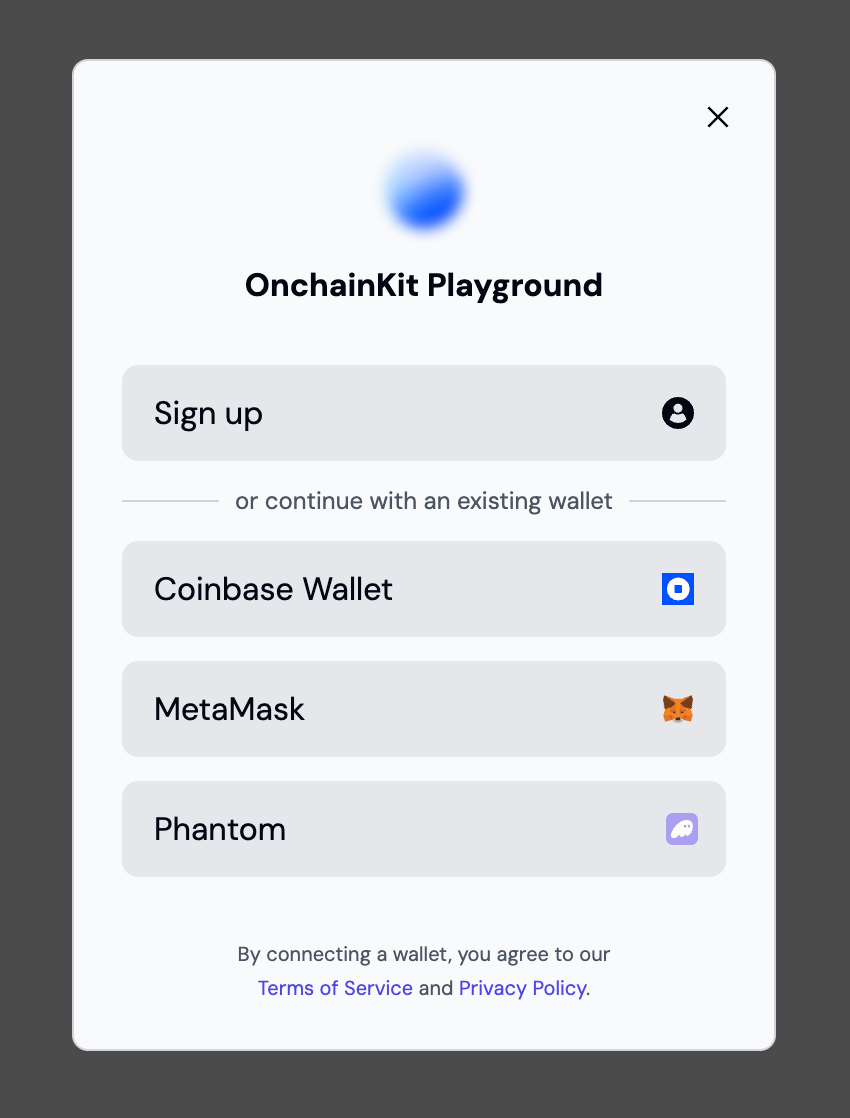 OnchainKit Playground
Sign up
or continue with an existing wallet
Coinbase Wallet
MetaMask
Phantom
By connecting a wallet, you agree to our
Terms of Service and Privacy Policy.